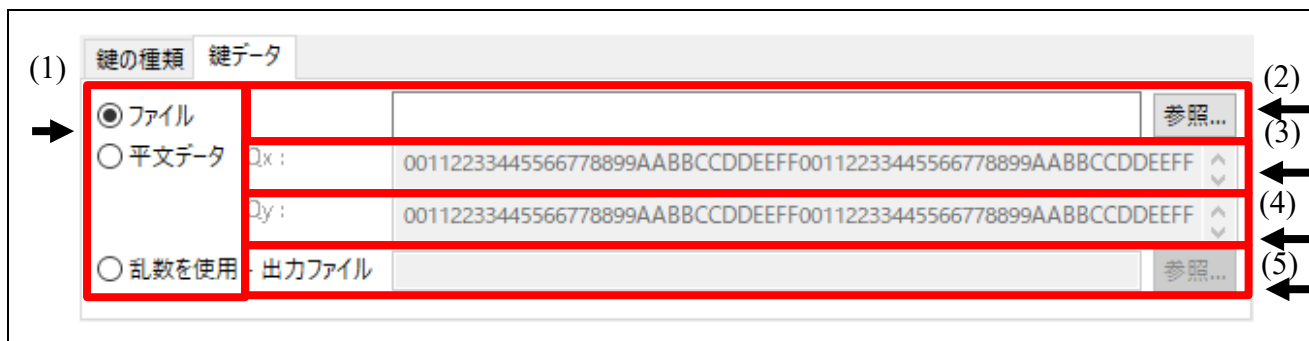 鍵の種類 鍵データ
(1)
(2)
ファイル 参照...
(3)
平文データ Qx : 00112233445566778899AABBCCDDEEFF00112233445566778899AABBCCDDEEFF
(4)
Qy : 00112233445566778899AABBCCDDEEFF00112233445566778899AABBCCDDEEFF
(5)
乱数を使用 - 出力ファイル 参照...